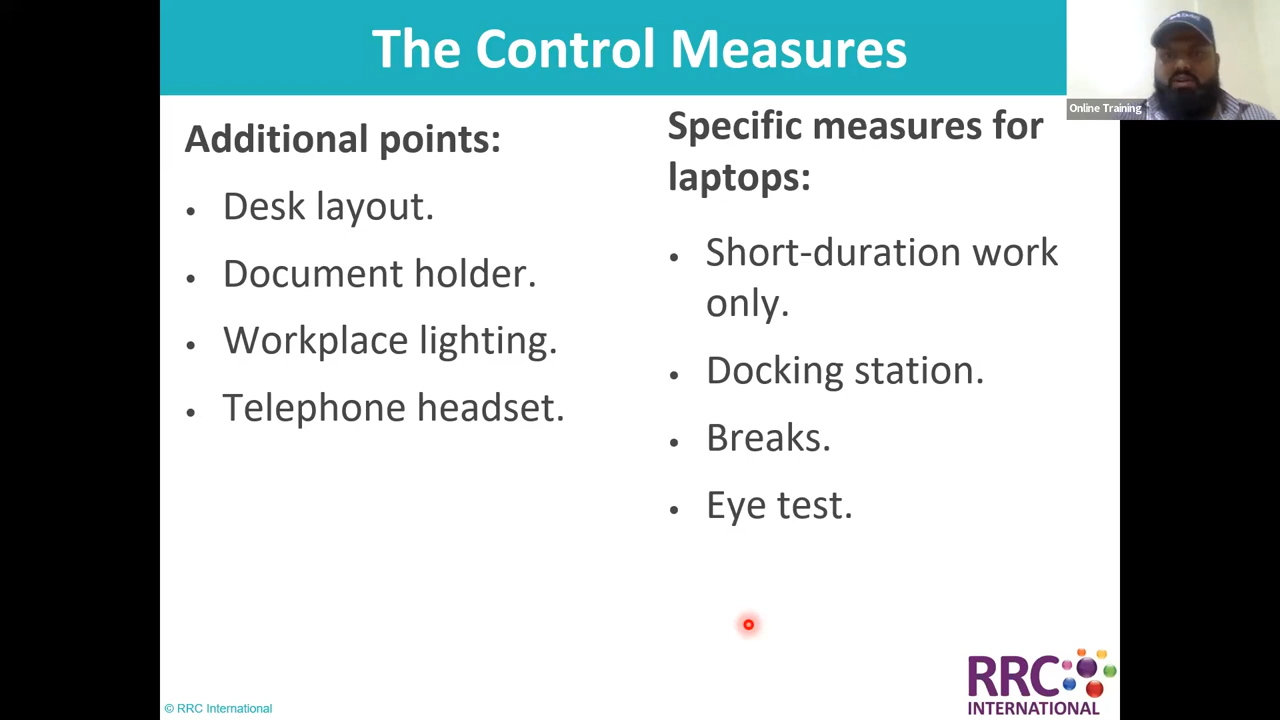 The Control Measures
Online Training
Additional points:
• Desk layout.
• Document holder.
• Workplace lighting.
• Telephone headset.
Specific measures for
laptops:
• Short-duration work
only.
• Docking station.
• Breaks.
• Eye test.
© RRC International
RRC
INTERNATIONAL